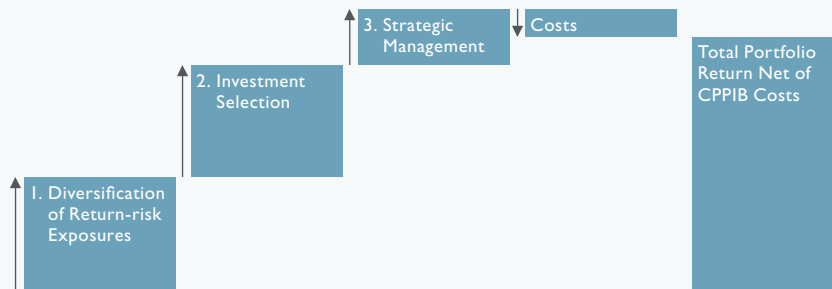 3. Strategic
Management
Costs
Total Portfolio
Return Net of
CPPIB Costs
2. Investment
Selection
1. Diversification
of Return-risk
Exposures